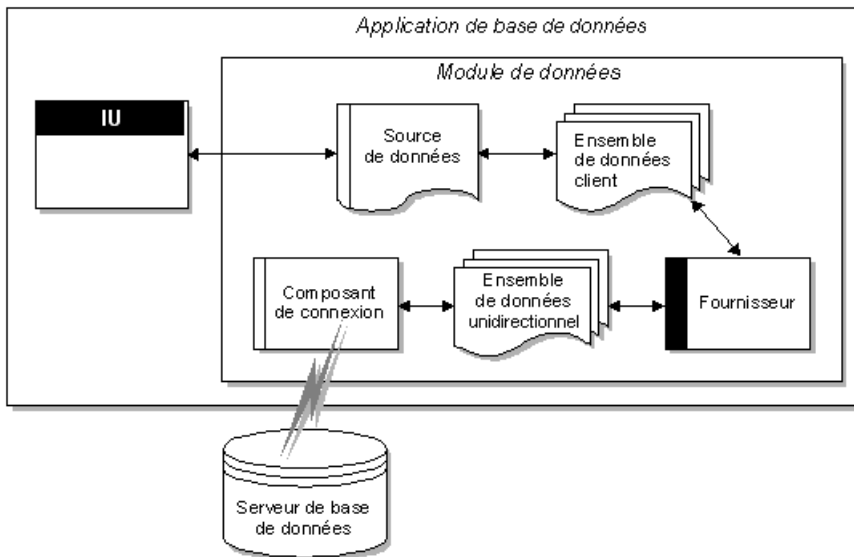 Application de base de données
Module de données
IU
Source
de données
Ensemble
de données
client
Composant
de connexion
Ensemble
de données
unidirectionnel
Fournisseur
Serveur de base
de données